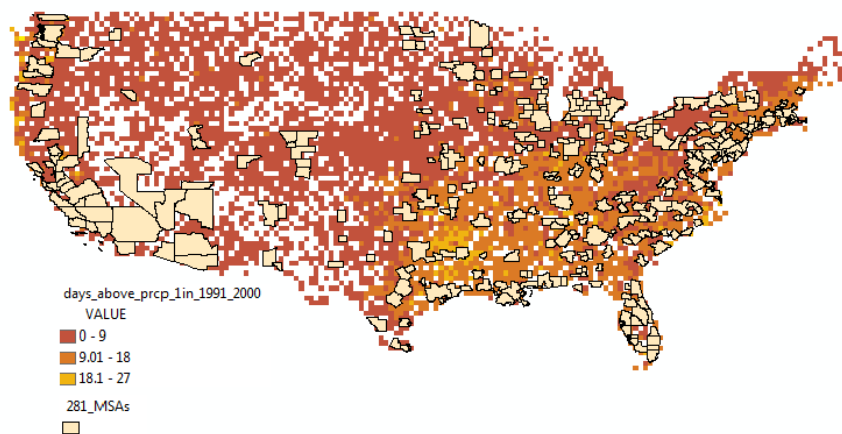 days_above_prcp_1in_1991_2000
VALUE
0 - 9
9.01 - 18
18.1 - 27
281_MSAs